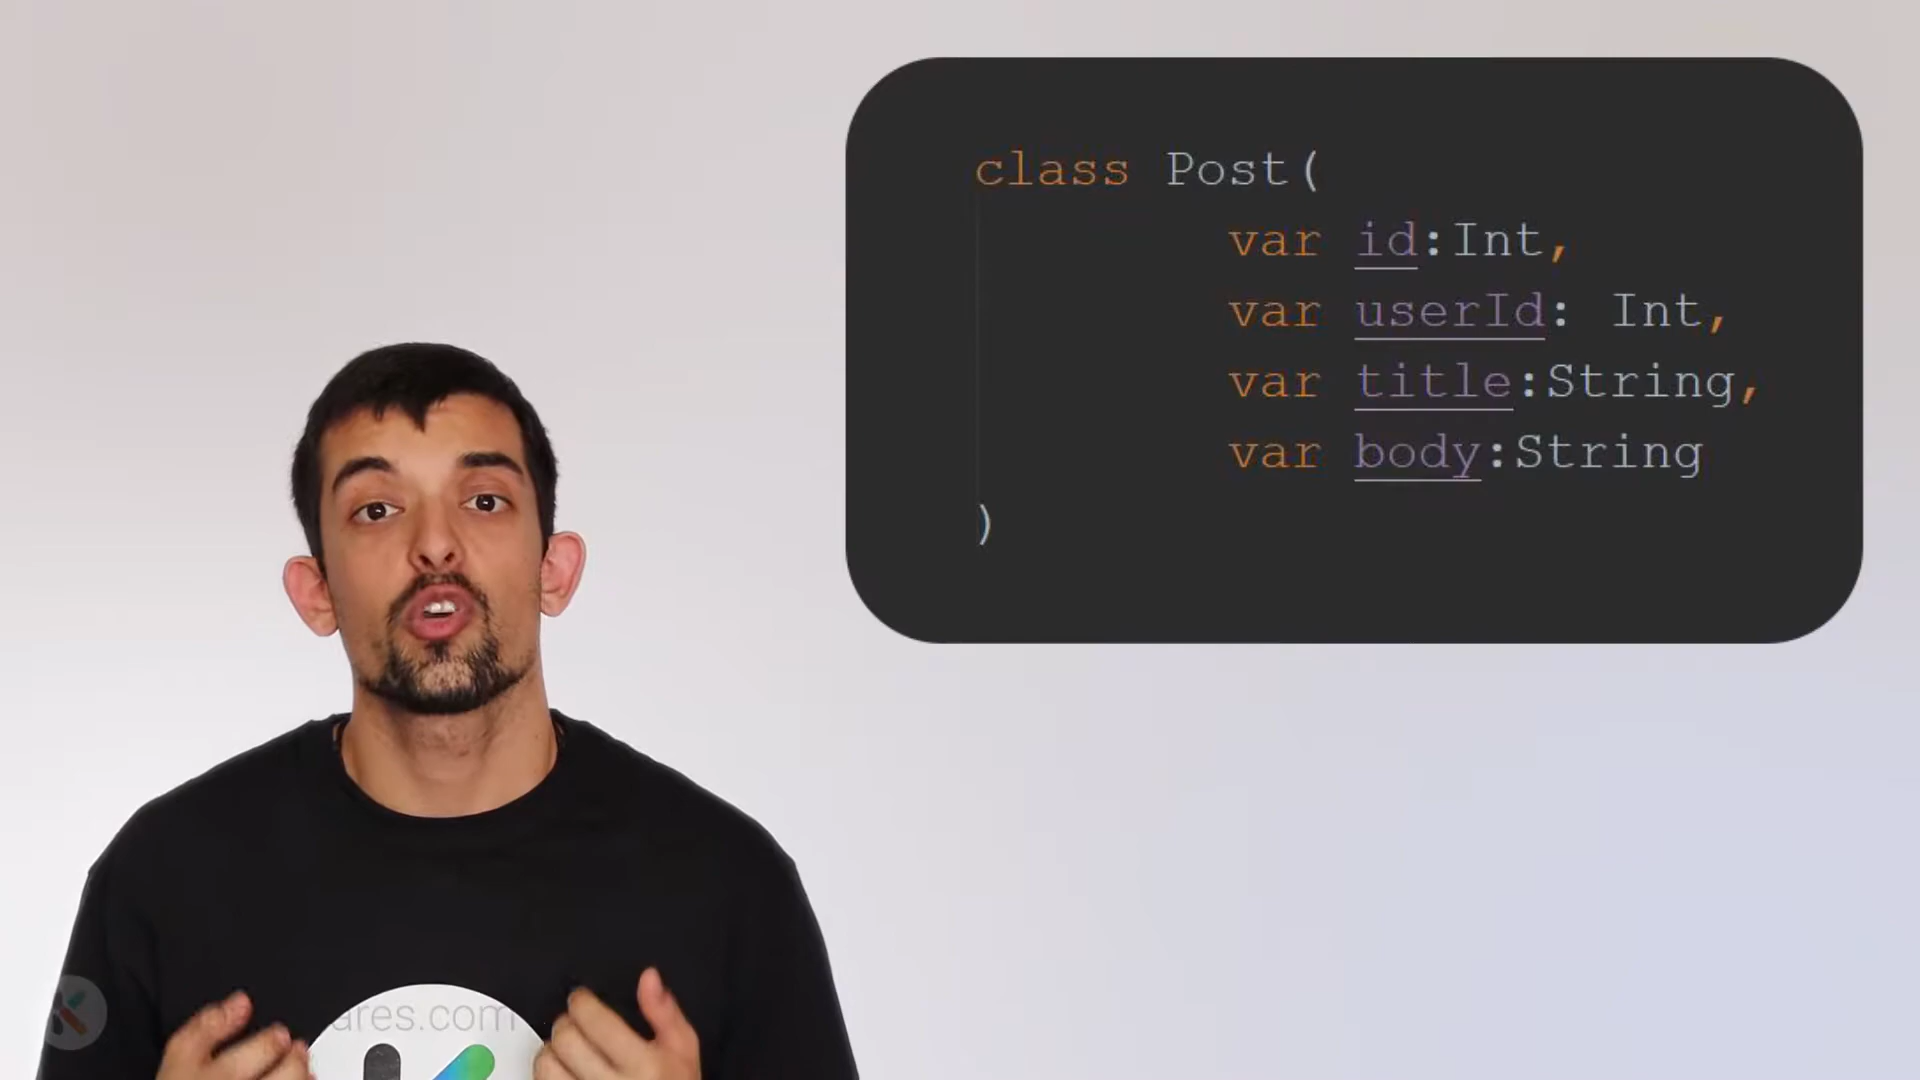 class Post(
var id:Int,
var userId: Int,
var title:String,
var body:String
)
ares.com